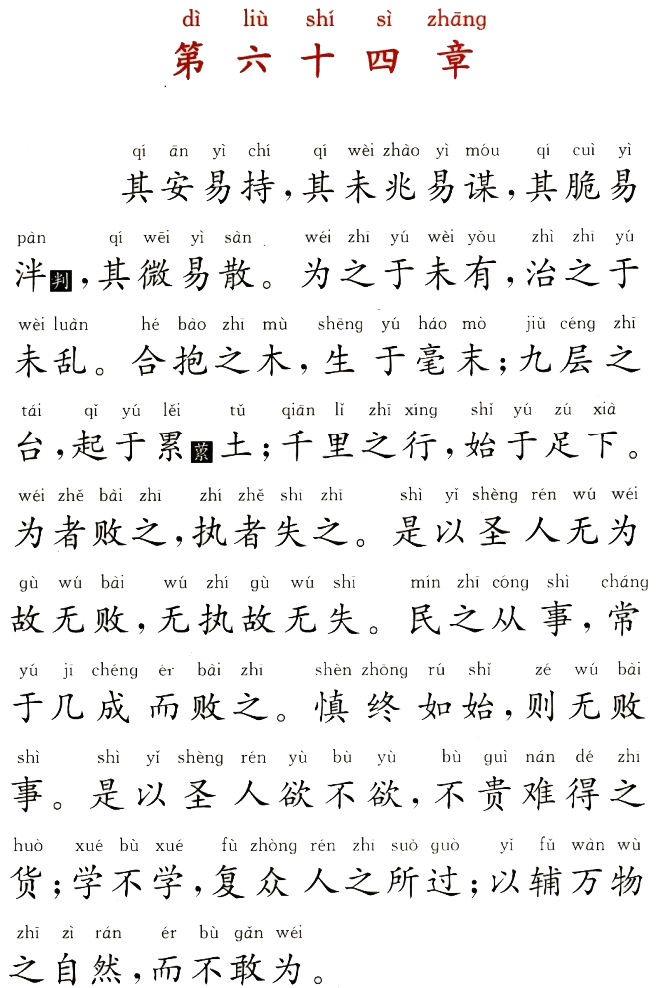 dì liù shí sì zhāng
第六十四章
qí ān yì chí qí wèi zhào yì móu qí cuì yì
其安易持，其未兆易谋，其脆易
pàn qí wēi yì sàn wéi zhī yú wèi yǒu zhì zhī yú
泮判，其微易散。为之于未有，治之于
wèi luàn hé bào zhī mù shēng yú háo mò jiǔ céng zhī
未乱。合抱之木，生于毫末；九层之
tái qǐ yú lěi tǔ qiān lǐ zhī xíng shǐ yú zú xià
台，起于累蔂土；千里之行，始于足下。
wéi zhě bài zhī zhí zhě shī zhī shì yǐ shèng rén wú wéi
为者败之，执者失之。是以圣人无为
gù wú bài wú zhí gù wú shī mín zhī cóng shì cháng
故无败，无执故无失。民之从事，常
yú jī chéng ér bài zhī shèn zhōng rú shǐ zé wú bài
于几成而败之。慎终如始，则无败
shì shì yǐ shèng rén yù bù yù bù guì nán dé zhī
事。是以圣人欲不欲，不贵难得之
huò xué bù xué fù zhòng rén zhī suǒ guò yǐ fǔ wàn wù
货；学不学，复众人之所过；以辅万物
zhī zì rán ér bù gǎn wéi
之自然，而不敢为。